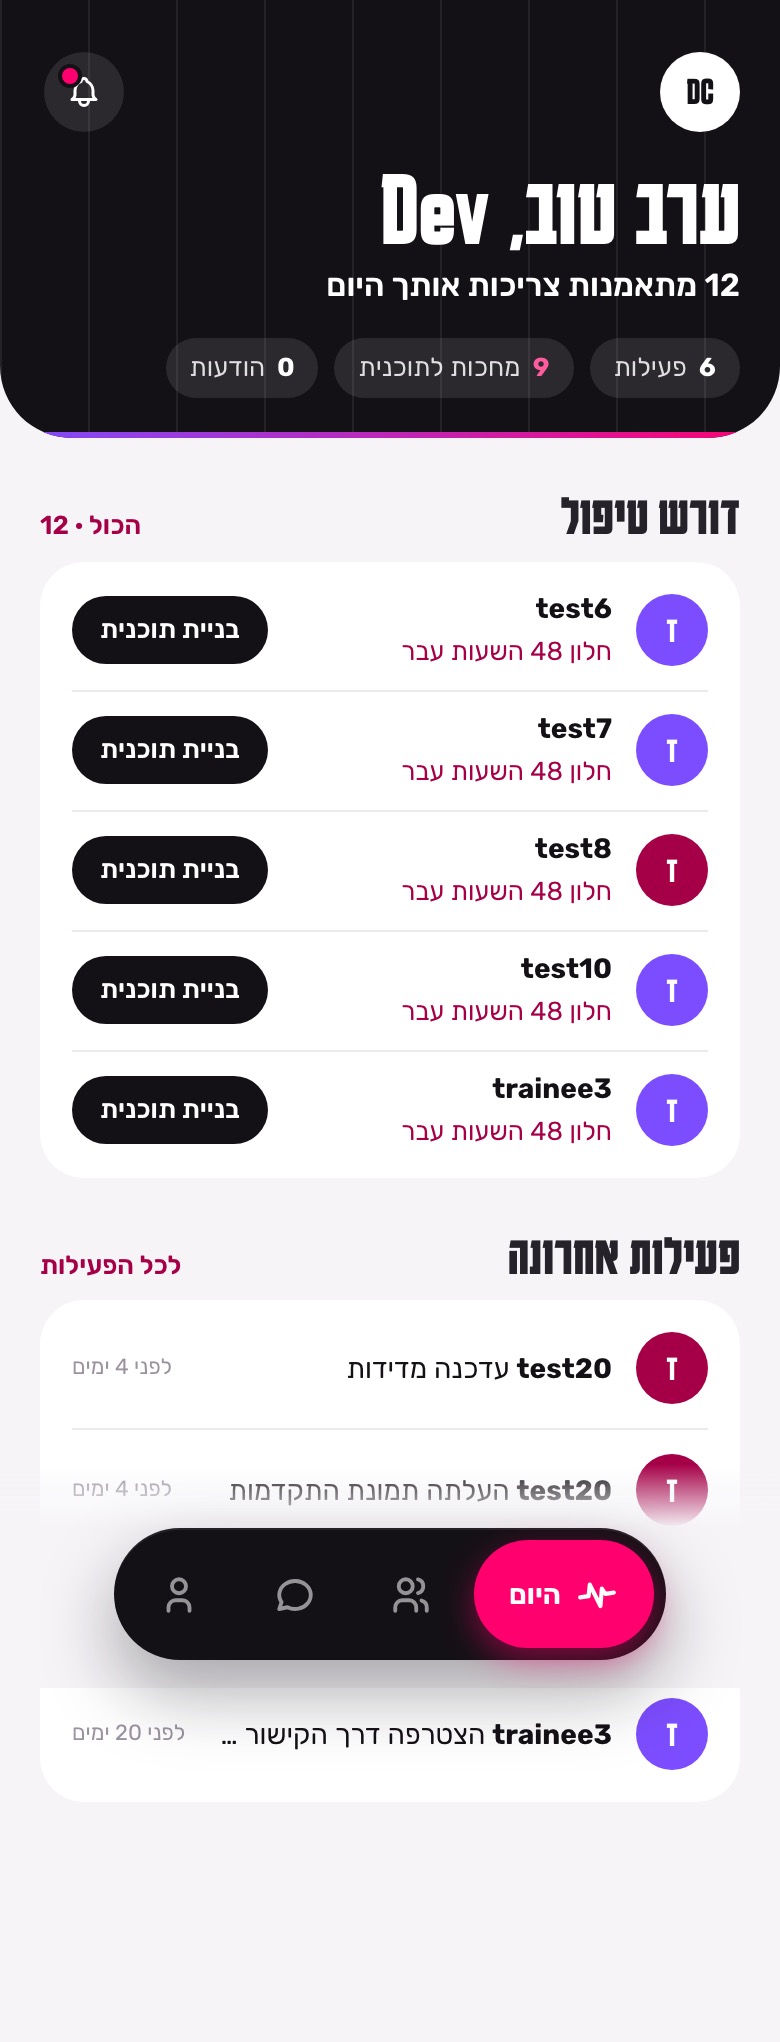 DC
ערב טוב, Dev
12 מתאמנות צריכות אותך היום
6 פעילות
9 מחכות לתוכנית
0 הודעות
דורש טיפול
הכול · 12
ז
test6
חלון 48 השעות עבר
בניית תוכנית
ז
test7
חלון 48 השעות עבר
בניית תוכנית
ז
test8
חלון 48 השעות עבר
בניית תוכנית
ז
test10
חלון 48 השעות עבר
בניית תוכנית
ז
trainee3
חלון 48 השעות עבר
בניית תוכנית
פעילות אחרונה
לכל הפעילות
ז
test20 עדכנה מדידות
לפני 4 ימים
ז
test20 העלתה תמונת התקדמות
לפני 4 ימים
היום
ז
trainee3 הצטרפה דרך הקישור ...
לפני 20 ימים